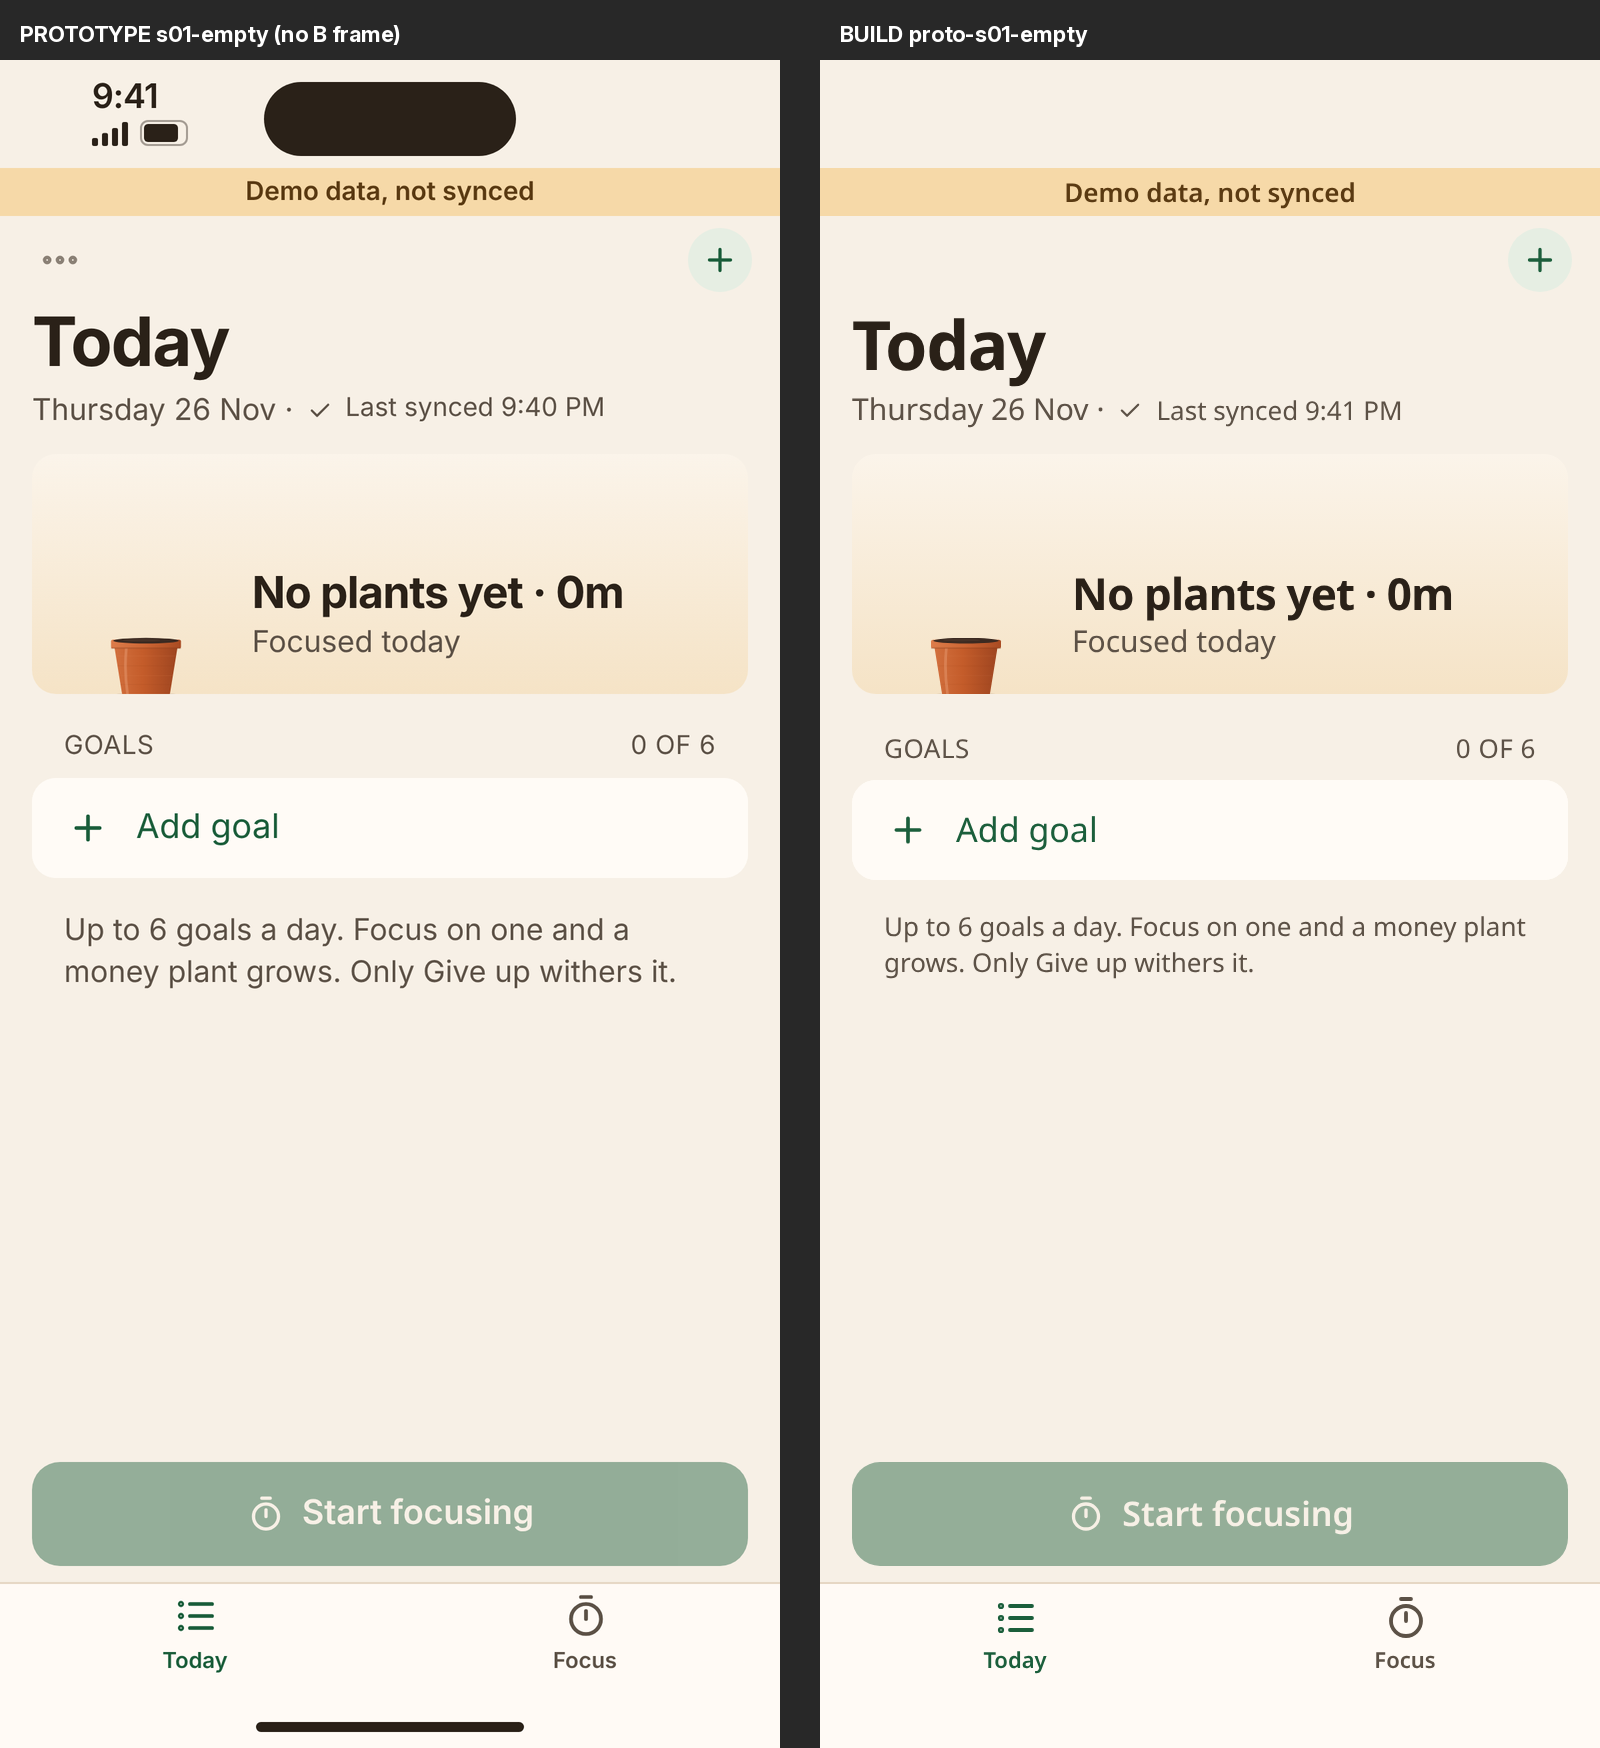 PROTOTYPE s01-empty (no B frame)
9:41
Demo data, not synced
Today
Thursday 26 Nov · Last synced 9:40 PM
No plants yet · 0m
Focused today
GOALS 0 OF 6
Add goal
Up to 6 goals a day. Focus on one and a
money plant grows. Only Give up withers it.
Start focusing
Today Focus
BUILD proto-s01-empty
Demo data, not synced
Today
Thursday 26 Nov · Last synced 9:41 PM
No plants yet · 0m
Focused today
GOALS 0 OF 6
Add goal
Up to 6 goals a day. Focus on one and a money plant
grows. Only Give up withers it.
Start focusing
Today Focus